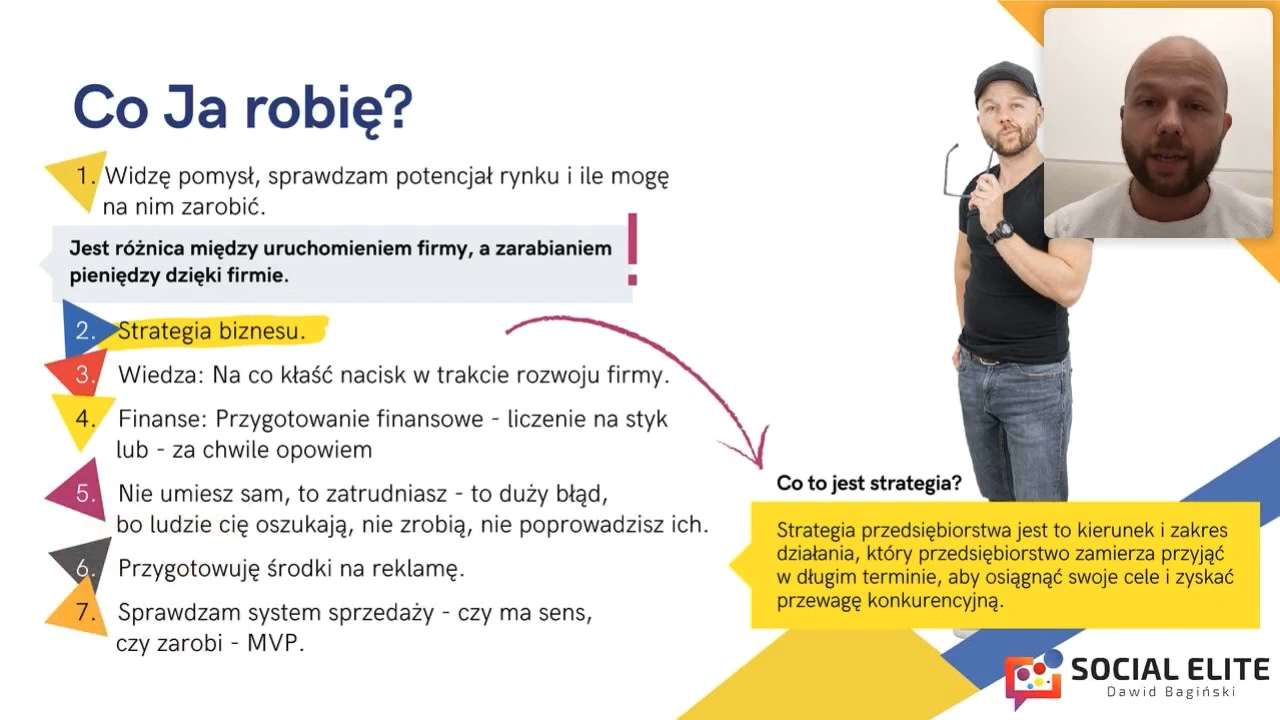 Co Ja robię?
1. Widzę pomysł, sprawdzam potencjał rynku i ile mogę
na nim zarobić.
Jest różnica między uruchomieniem firmy, a zarabianiem
pieniędzy dzięki firmie.
!
2. Strategia biznesu.
3. Wiedza: Na co kłaść nacisk w trakcie rozwoju firmy.
4. Finanse: Przygotowanie finansowe - liczenie na styk
lub - za chwile opowiem
5. Nie umiesz sam, to zatrudniasz - to duży błąd,
bo ludzie cię oszukają, nie zrobią, nie poprowadzisz ich.
6. Przygotowuję środki na reklamę.
7. Sprawdzam system sprzedaży - czy ma sens,
czy zarobi - MVP.
Co to jest strategia?
Strategia przedsiębiorstwa jest to kierunek i zakres
działania, który przedsiębiorstwo zamierza przyjąć
w długim terminie, aby osiągnąć swoje cele i zyskać
przewagę konkurencyjną.
SOCIAL ELITE
Dawid Bagiński